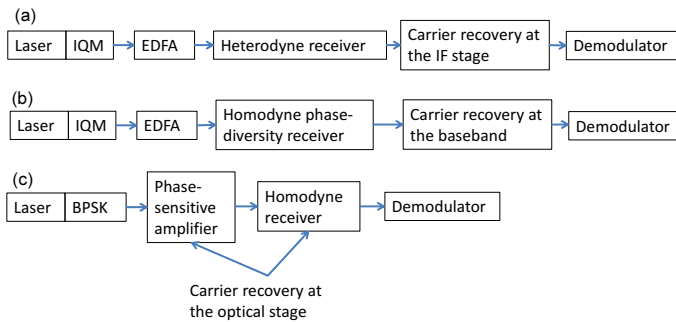 (a)
Laser
IQM
EDFA
Heterodyne receiver
Carrier recovery at
the IF stage
Demodulator
(b)
Laser
IQM
EDFA
Homodyne phase-
diversity receiver
Carrier recovery at
the baseband
Demodulator
(c)
Laser
BPSK
Phase-
sensitive
amplifier
Homodyne
receiver
Demodulator
Carrier recovery at
the optical stage